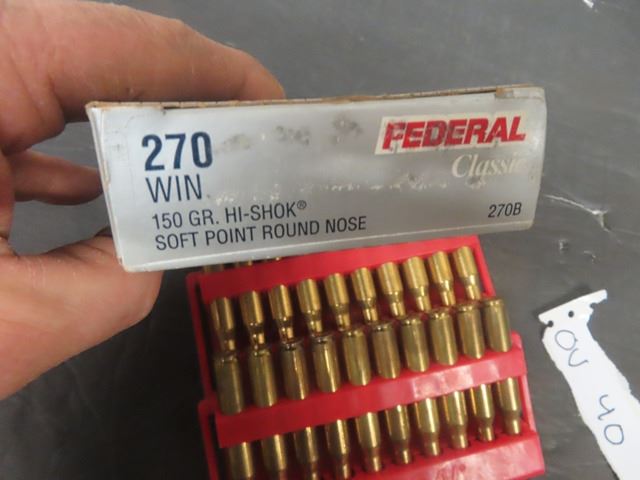 270
WIN
150 GR. HI-SHOK®
SOFT POINT ROUND NOSE
FEDERAL
Classic
270B
OV 40